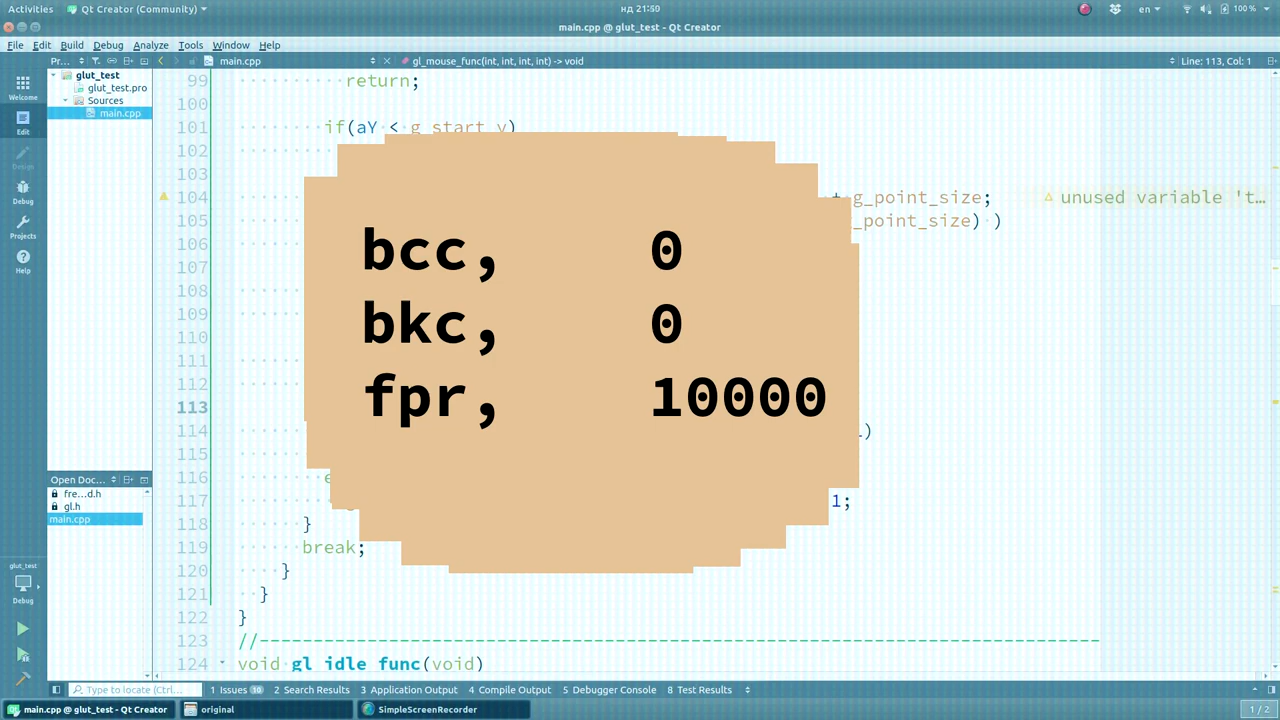 Activities Qt Creator (Community) нд 21:50 en 100 %
main.cpp @ glut_test - Qt Creator
File Edit Build Debug Analyze Tools Window Help
Pr... main.cpp gl_mouse_func(int, int, int, int) -> void Line: 113, Col: 1
Welcome
Edit
Design
Debug
Projects
Help
glut_test
glut_test.pro
Sources
main.cpp
99 return;
100
101 if(aY < g_start_y)
102
103
104 + g_point_size; unused variable 't...
105 _point_size) )
106
107
108
109
110
111
112
113
114 )
115
116 e
117 1;
118 }
119 break;
120 }
121 }
122 }
123 //------------------------------------------------------------------------------
124 void gl_idle_func(void)
bcc, 0
bkc, 0
fpr, 10000
Open Doc...
fre...d.h
gl.h
main.cpp
glut_test
Debug
Type to locate (Ctrl... 1 Issues 10 2 Search Results 3 Application Output 4 Compile Output 5 Debugger Console 8 Test Results
main.cpp @ glut_test - Qt Creator original SimpleScreenRecorder 1 / 2